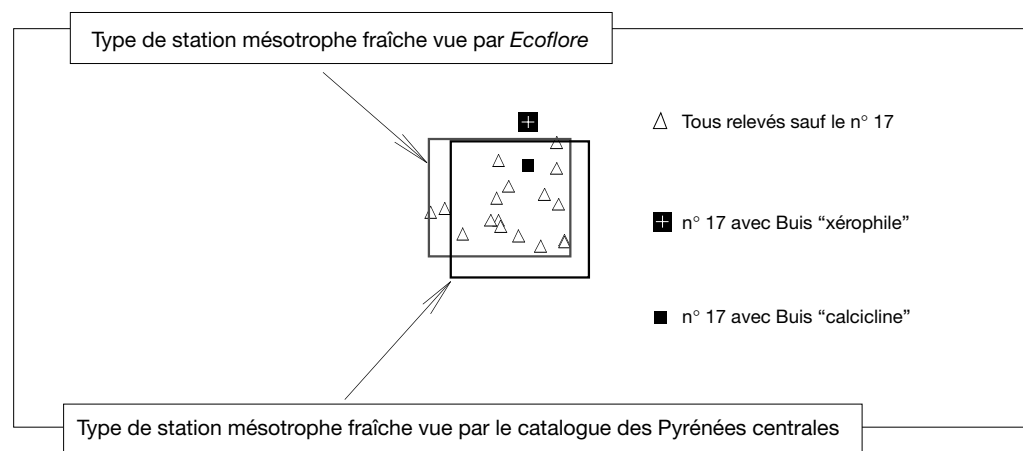 Type de station mésotrophe fraîche vue par Ecoflore
Tous relevés sauf le n° 17
n° 17 avec Buis “xérophile”
n° 17 avec Buis “calcicline”
Type de station mésotrophe fraîche vue par le catalogue des Pyrénées centrales